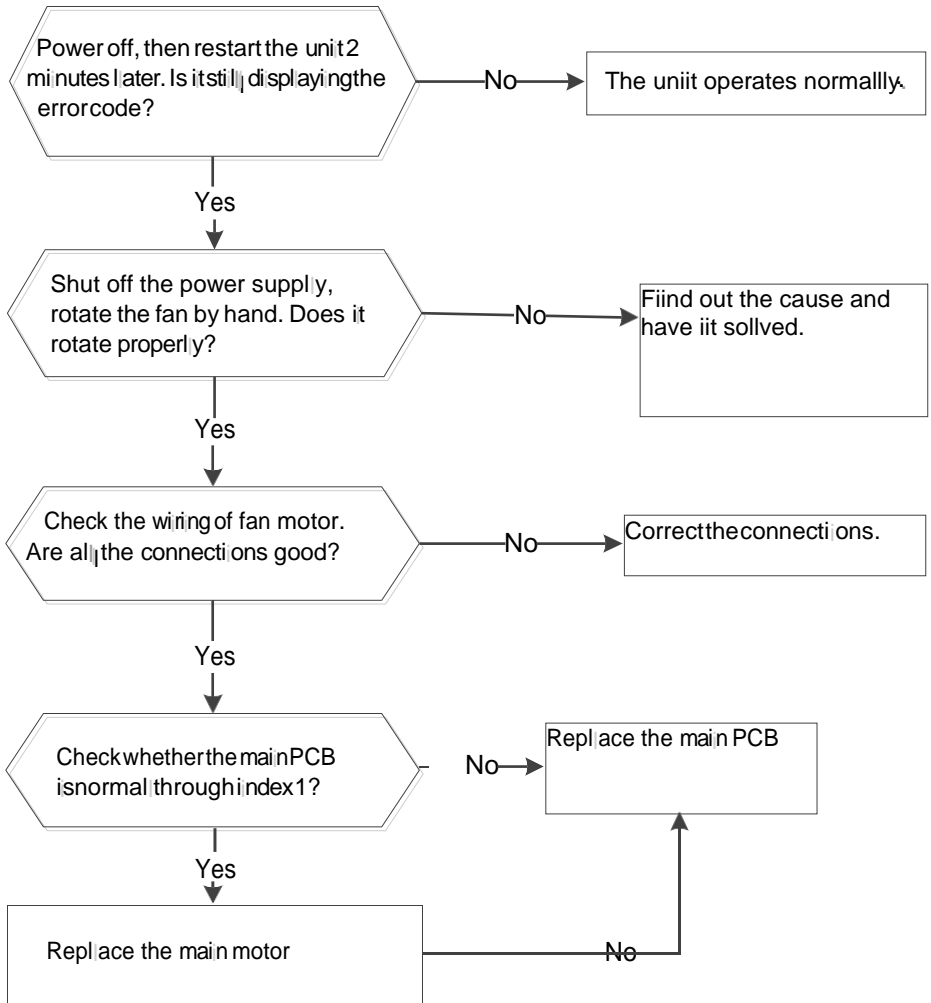 Power off, then restart the unit 2
minutes later. Is it still displaying the
error code?
No
The uniit operates normallly.
Yes
Shut off the power supply,
rotate the fan by hand. Does it
rotate properly?
No
Fiind out the cause and
have iit sollved.
Yes
Check the wiring of fan motor.
Are all the connections good?
No
Correct the connections.
Yes
Check whether the main PCB
is normal through index 1?
No
Replace the main PCB
Yes
Replace the main motor
No